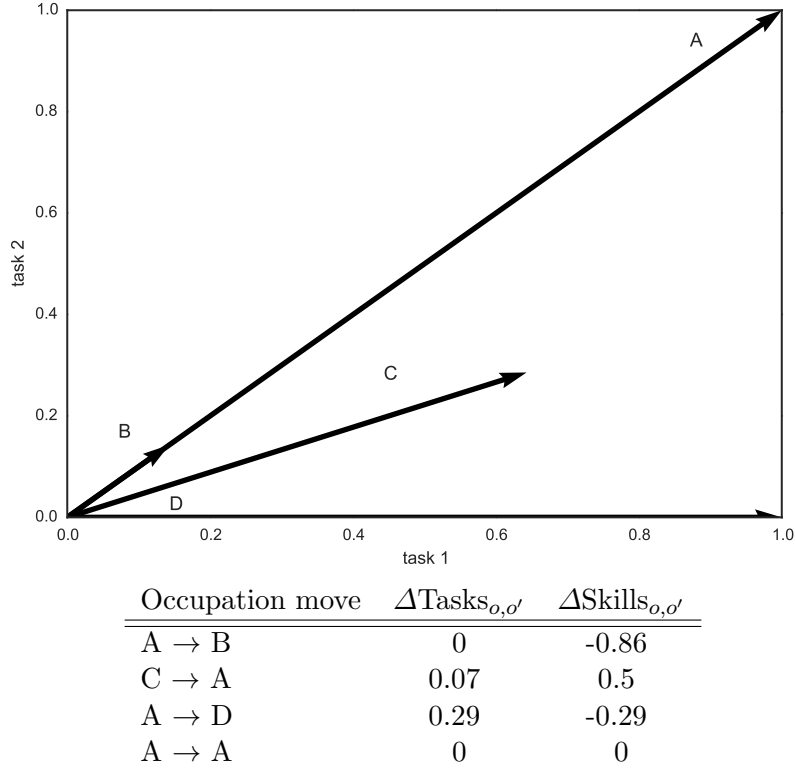 1.0
A
0.8
0.6
task 2
0.4
C
0.2
B
D
0.0
0.0 0.2 0.4 0.6 0.8 1.0
task 1
Occupation move ΔTasks_{o,o′} ΔSkills_{o,o′}
A → B 0 -0.86
C → A 0.07 0.5
A → D 0.29 -0.29
A → A 0 0